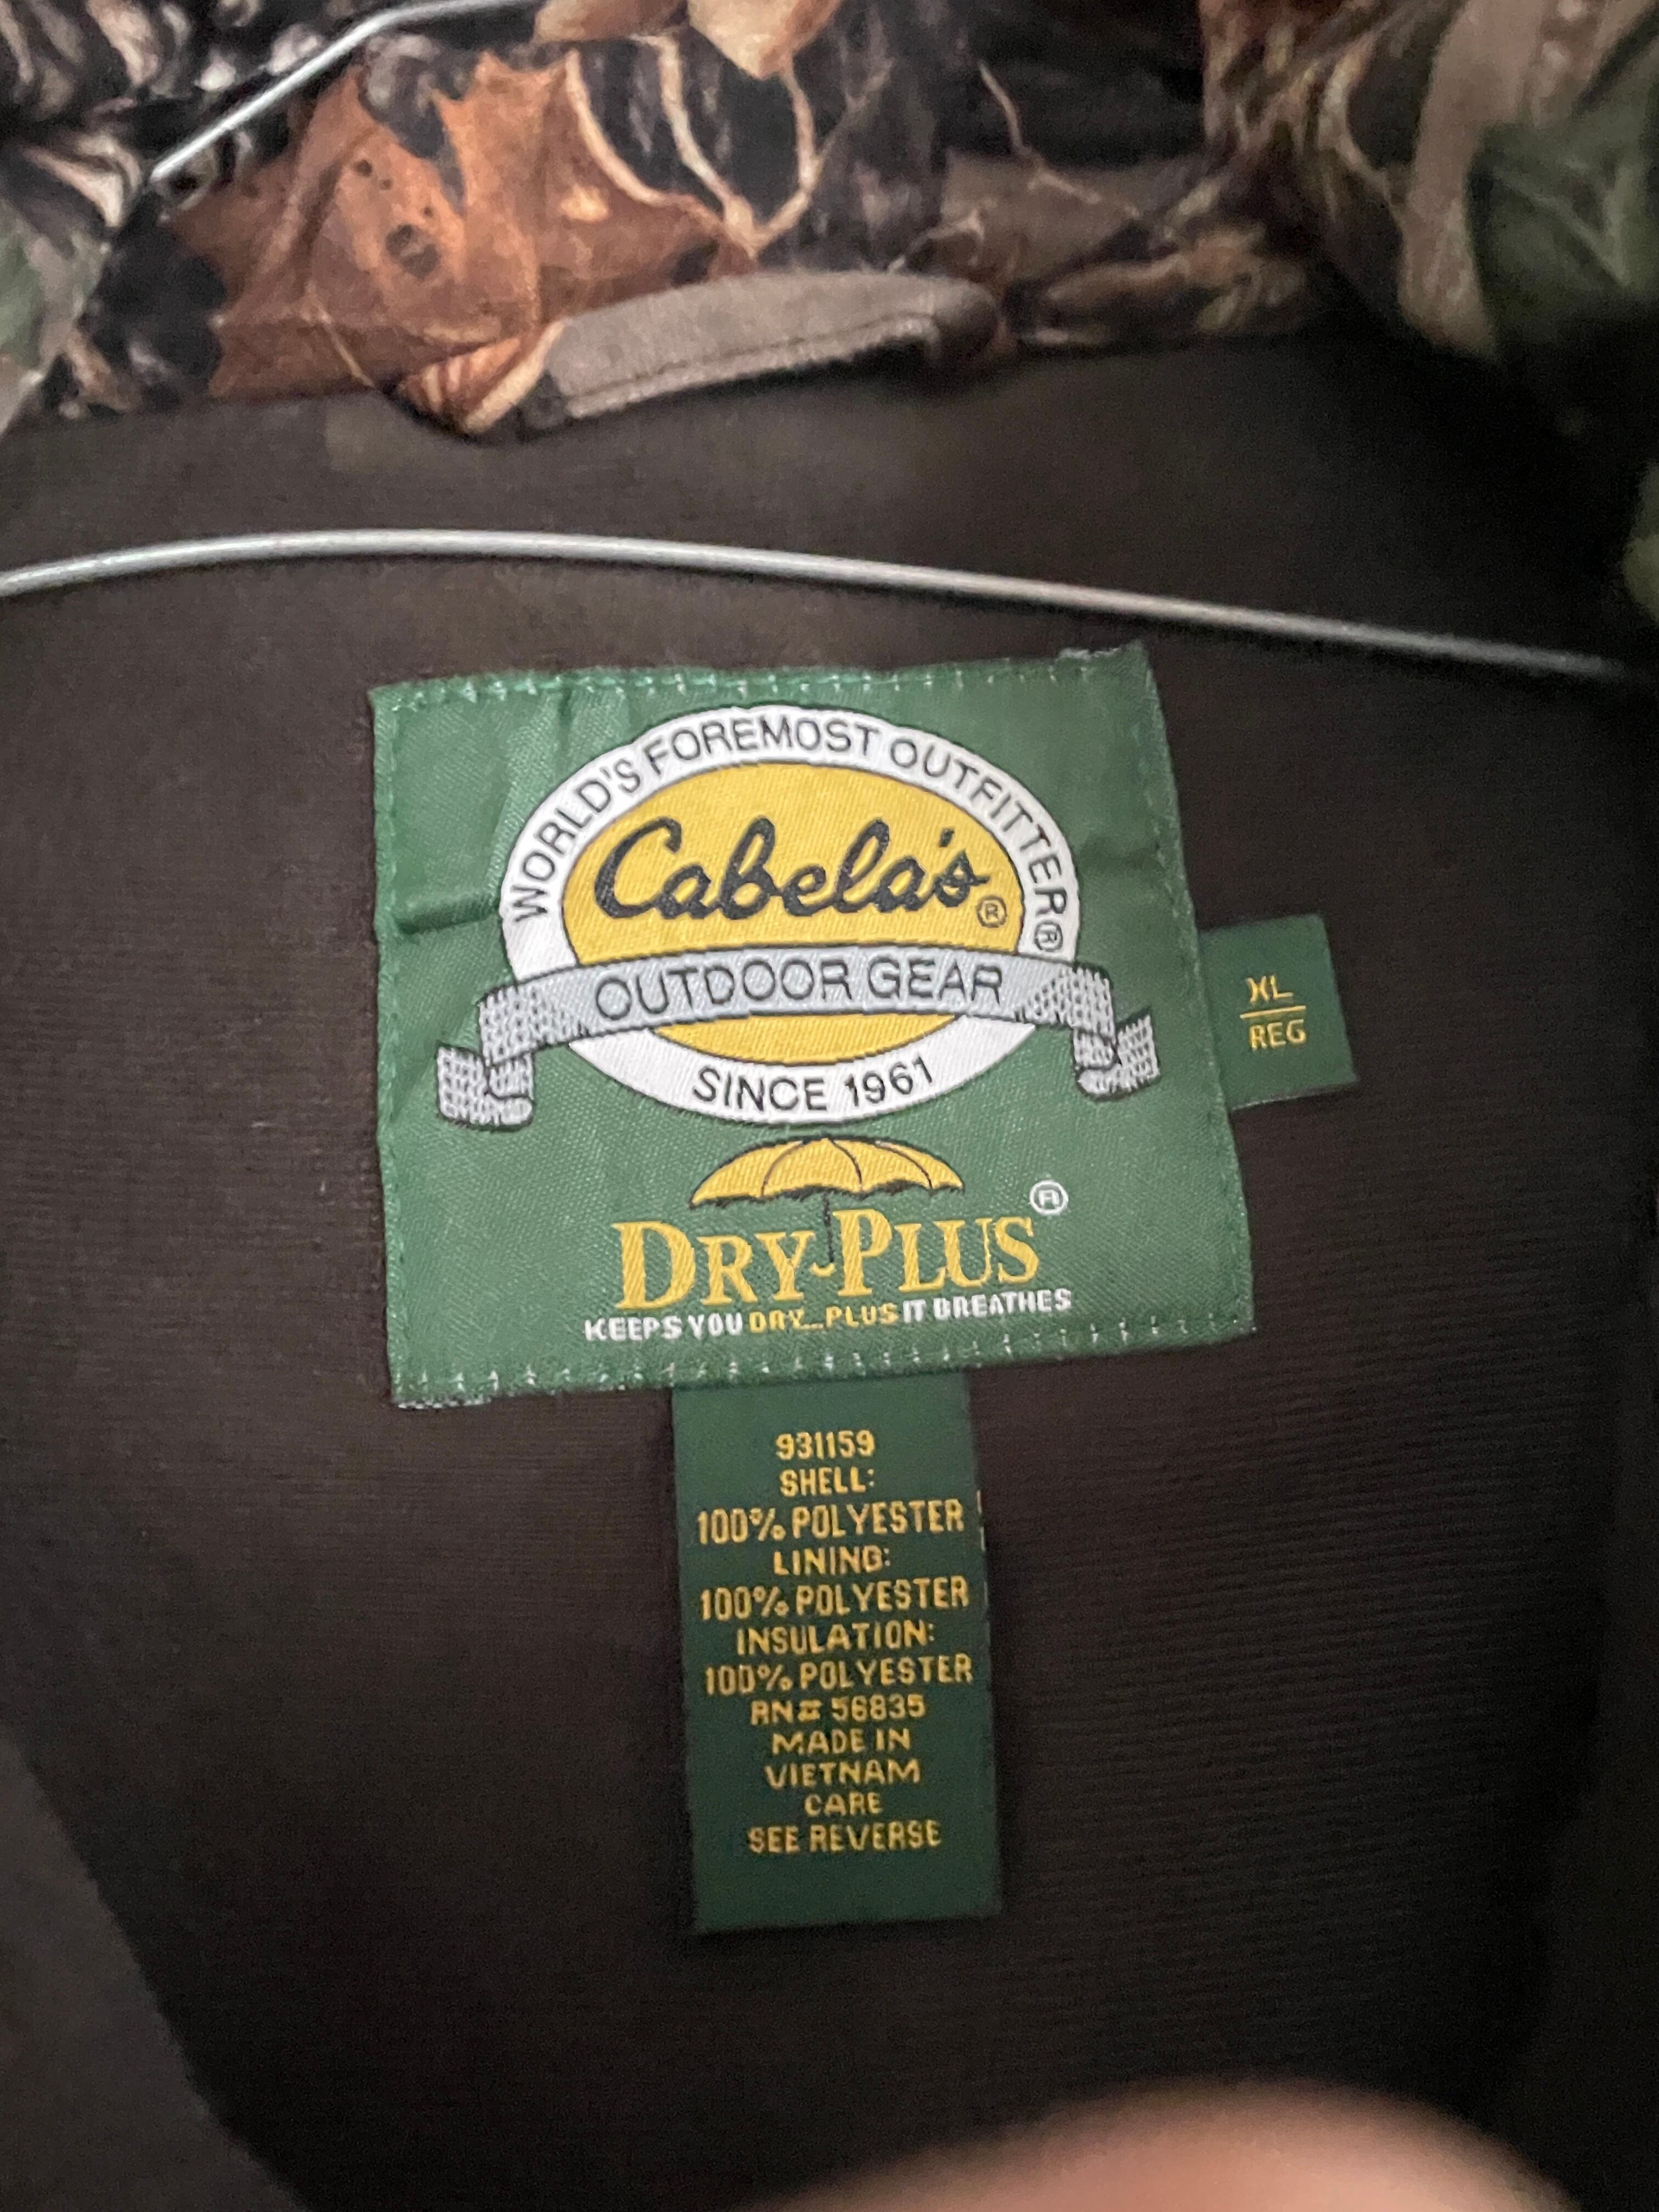 WORLD'S FOREMOST OUTFITTER®
Cabela's®
OUTDOOR GEAR
SINCE 1961
DRY-PLUS®
KEEPS YOU DRY...PLUS IT BREATHES
XL
REG
931159
SHELL:
100% POLYESTER
LINING:
100% POLYESTER
INSULATION:
100% POLYESTER
RN# 56835
MADE IN
VIETNAM
CARE
SEE REVERSE